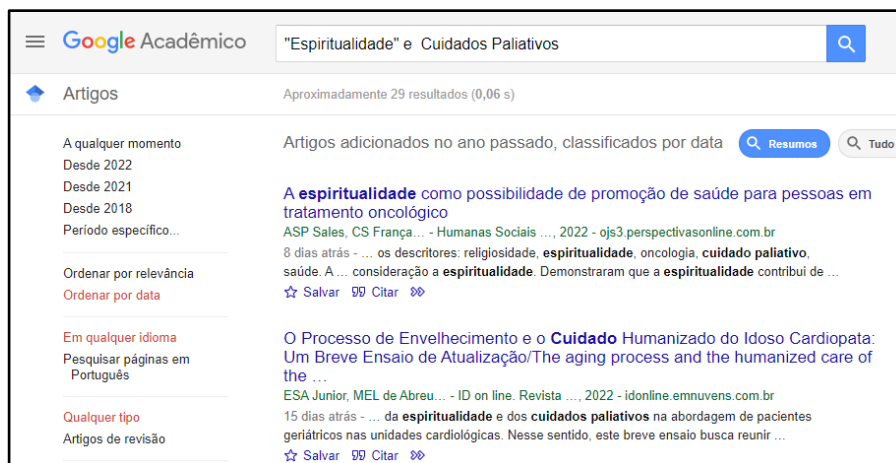 Google Acadêmico
"Espiritualidade" e Cuidados Paliativos
Artigos
Aproximadamente 29 resultados (0,06 s)
A qualquer momento
Desde 2022
Desde 2021
Desde 2018
Período específico...
Ordenar por relevância
Ordenar por data
Em qualquer idioma
Pesquisar páginas em
Português
Qualquer tipo
Artigos de revisão
Artigos adicionados no ano passado, classificados por data
Resumos
Tudo
A espiritualidade como possibilidade de promoção de saúde para pessoas em
tratamento oncológico
ASP Sales, CS França... - Humanas Sociais …, 2022 - ojs3.perspectivasonline.com.br
8 dias atrás - … os descritores: religiosidade, espiritualidade, oncologia, cuidado paliativo,
saúde. A … consideração a espiritualidade. Demonstraram que a espiritualidade contribui de …
Salvar Citar
O Processo de Envelhecimento e o Cuidado Humanizado do Idoso Cardiopata:
Um Breve Ensaio de Atualização/The aging process and the humanized care of
the …
ESA Junior, MEL de Abreu... - ID on line. Revista …, 2022 - idonline.emnuvens.com.br
15 dias atrás - … da espiritualidade e dos cuidados paliativos na abordagem de pacientes
geriátricos nas unidades cardiológicas. Nesse sentido, este breve ensaio busca reunir …
Salvar Citar